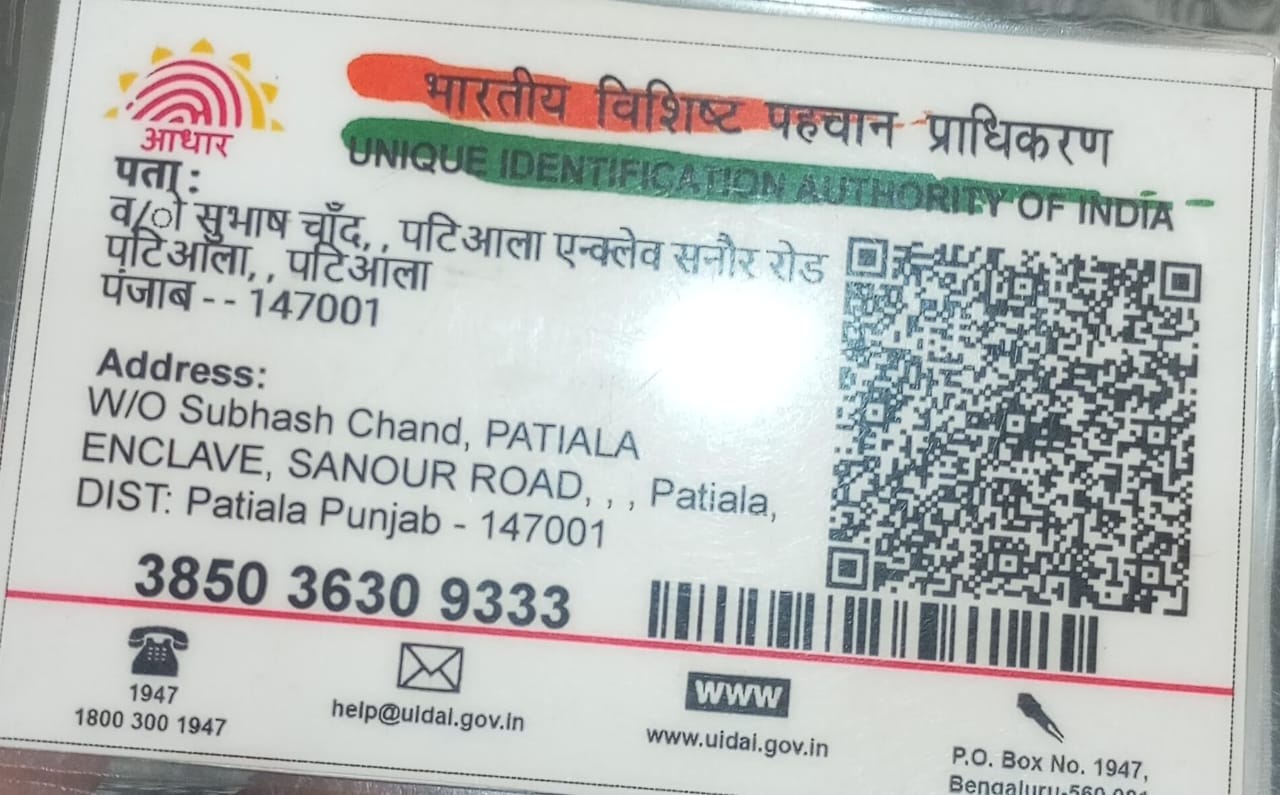 आधार
भारतीय विशिष्ट पहवान प्राधिकरण
UNIQUE IDENTIFICATION AUTHORITY OF INDIA
पता :
व/ो सुभाष चाँद, , पटिआला एन्क्लेव सनौर रोड
पटिआला, , पटिआला
पंजाब - - 147001
Address:
W/O Subhash Chand, PATIALA
ENCLAVE, SANOUR ROAD, , , Patiala,
DIST: Patiala Punjab - 147001
3850 3630 9333
1947
1800 300 1947
help@uidai.gov.in
www
www.uidai.gov.in
P.O. Box No. 1947,
Bengaluru-560